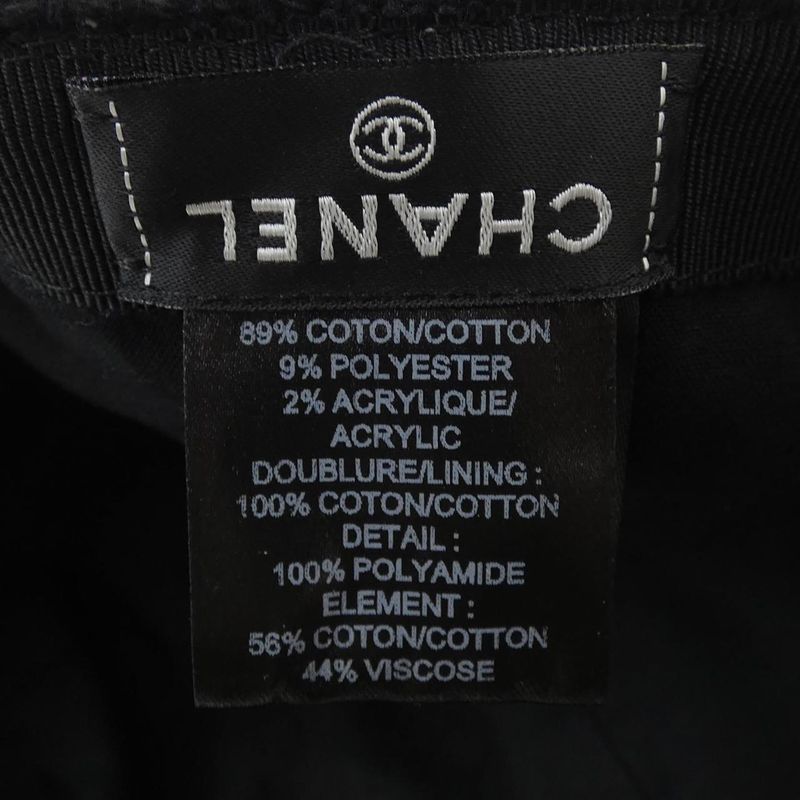 CHANEL
89% COTON/COTTON
9% POLYESTER
2% ACRYLIQUE/
ACRYLIC
DOUBLURE/LINING :
100% COTON/COTTON
DETAIL :
100% POLYAMIDE
ELEMENT :
56% COTON/COTTON
44% VISCOSE